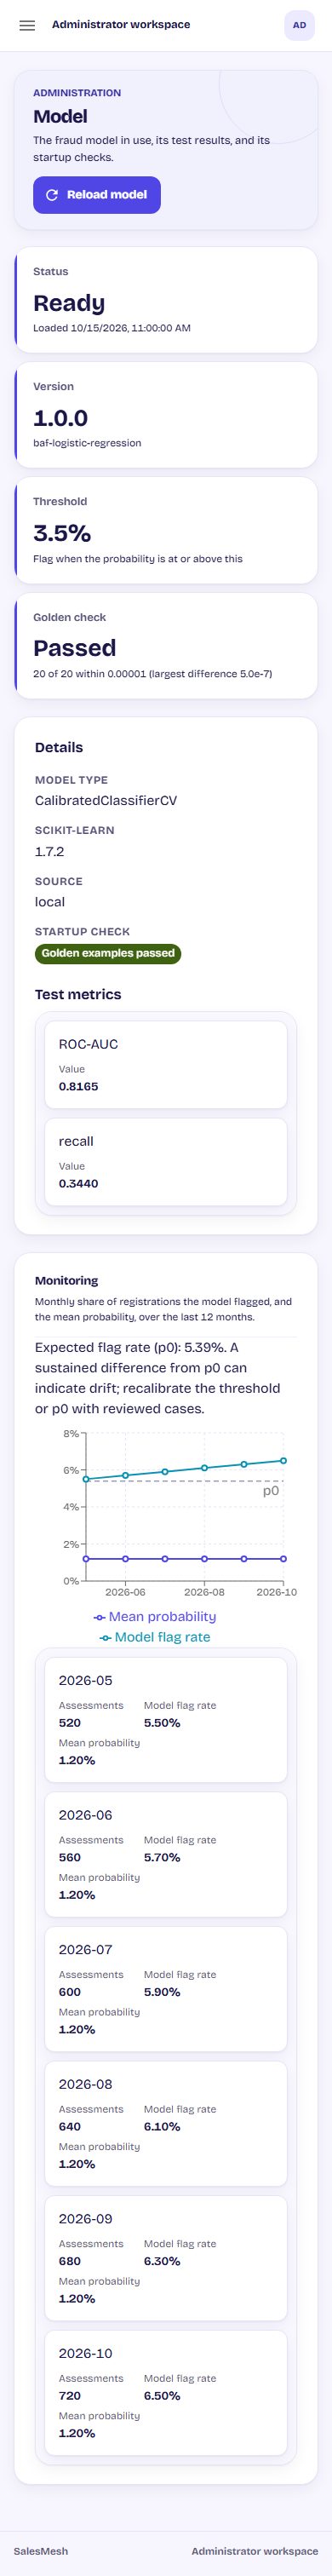 Administrator workspace
AD
ADMINISTRATION
Model
The fraud model in use, its test results, and its
startup checks.
Reload model
Status
Ready
Loaded 10/15/2026, 11:00:00 AM
Version
1.0.0
baf-logistic-regression
Threshold
3.5%
Flag when the probability is at or above this
Golden check
Passed
20 of 20 within 0.00001 (largest difference 5.0e-7)
Details
MODEL TYPE
CalibratedClassifierCV
SCIKIT-LEARN
1.7.2
SOURCE
local
STARTUP CHECK
Golden examples passed
Test metrics
ROC-AUC
Value
0.8165
recall
Value
0.3440
Monitoring
Monthly share of registrations the model flagged, and
the mean probability, over the last 12 months.
Expected flag rate (p0): 5.39%. A
sustained difference from p0 can
indicate drift; recalibrate the threshold
or p0 with reviewed cases.
8%
6%
p0
4%
2%
0%
2026-06 2026-08 2026-10
Mean probability
Model flag rate
2026-05
Assessments Model flag rate
520 5.50%
Mean probability
1.20%
2026-06
Assessments Model flag rate
560 5.70%
Mean probability
1.20%
2026-07
Assessments Model flag rate
600 5.90%
Mean probability
1.20%
2026-08
Assessments Model flag rate
640 6.10%
Mean probability
1.20%
2026-09
Assessments Model flag rate
680 6.30%
Mean probability
1.20%
2026-10
Assessments Model flag rate
720 6.50%
Mean probability
1.20%
SalesMesh Administrator workspace